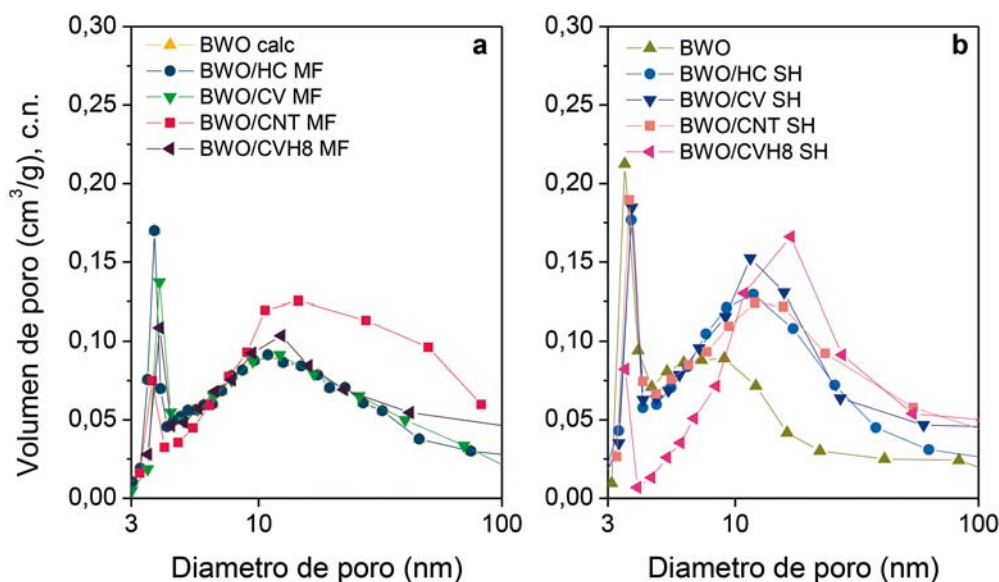 Volumen de poro (cm³/g), c.n.
0,30
0,25
0,20
0,15
0,10
0,05
0,00
a
BWO calc
BWO/HC MF
BWO/CV MF
BWO/CNT MF
BWO/CVH8 MF
3
10
100
Diametro de poro (nm)
0,30
0,25
0,20
0,15
0,10
0,05
0,00
b
BWO
BWO/HC SH
BWO/CV SH
BWO/CNT SH
BWO/CVH8 SH
3
10
100
Diametro de poro (nm)